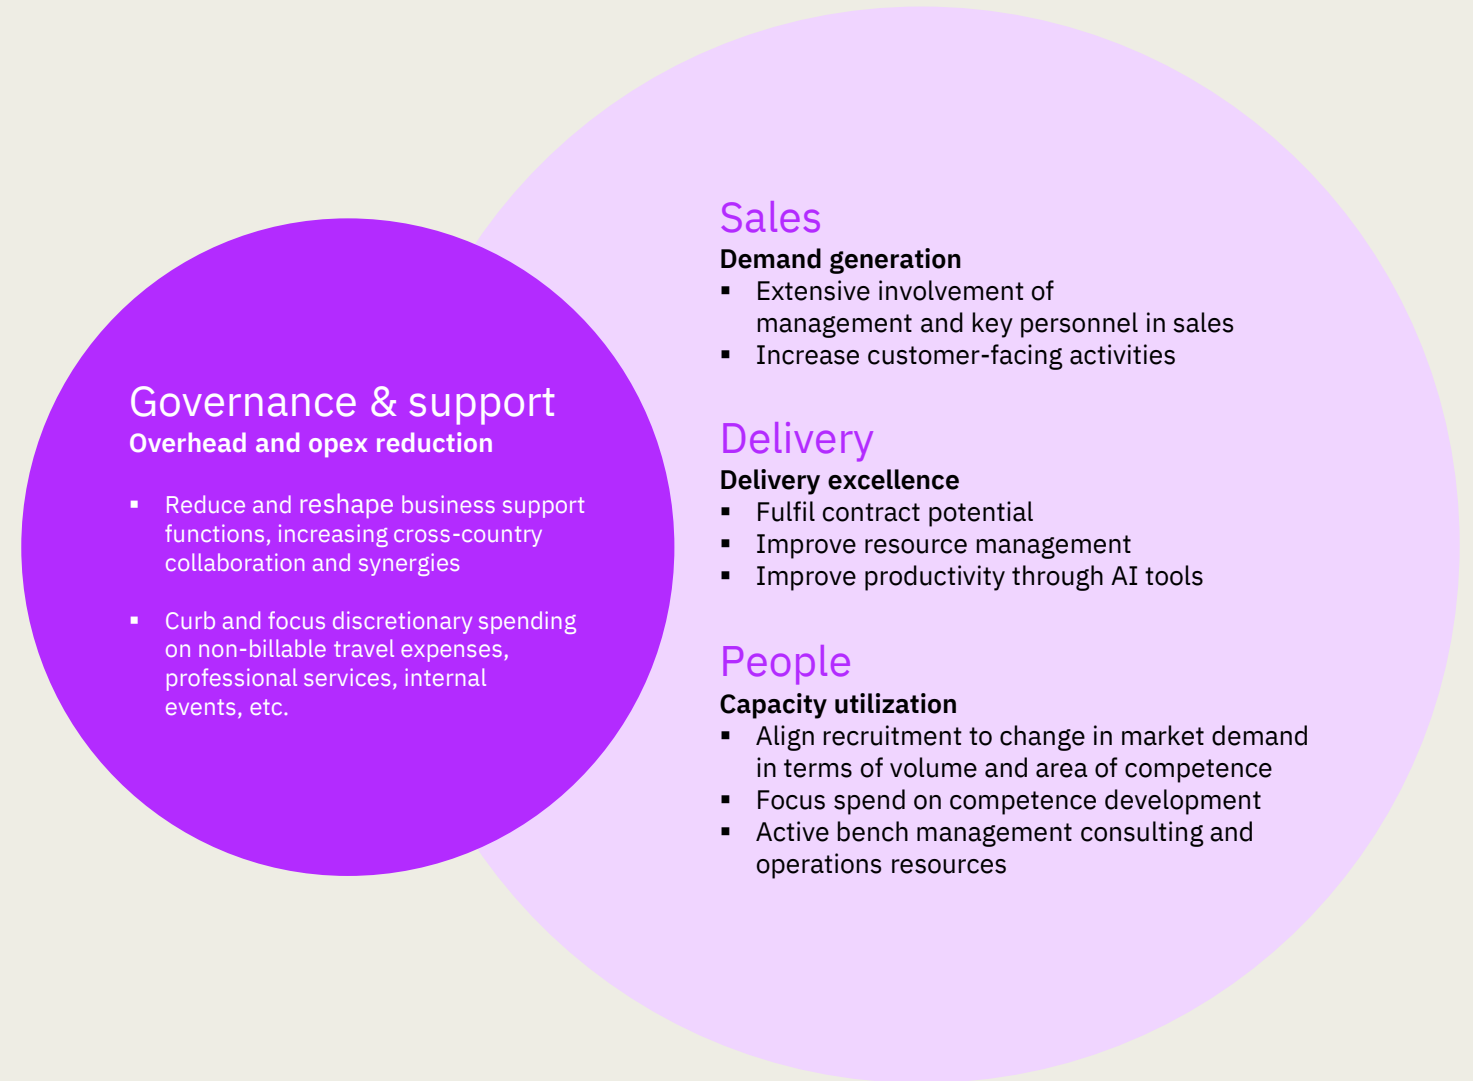 Governance & support
Overhead and opex reduction
▪ Reduce and reshape business support
functions, increasing cross-country
collaboration and synergies
▪ Curb and focus discretionary spending
on non-billable travel expenses,
professional services, internal
events, etc.
Sales
Demand generation
▪ Extensive involvement of
management and key personnel in sales
▪ Increase customer-facing activities
Delivery
Delivery excellence
▪ Fulfil contract potential
▪ Improve resource management
▪ Improve productivity through AI tools
People
Capacity utilization
▪ Align recruitment to change in market demand
in terms of volume and area of competence
▪ Focus spend on competence development
▪ Active bench management consulting and
operations resources